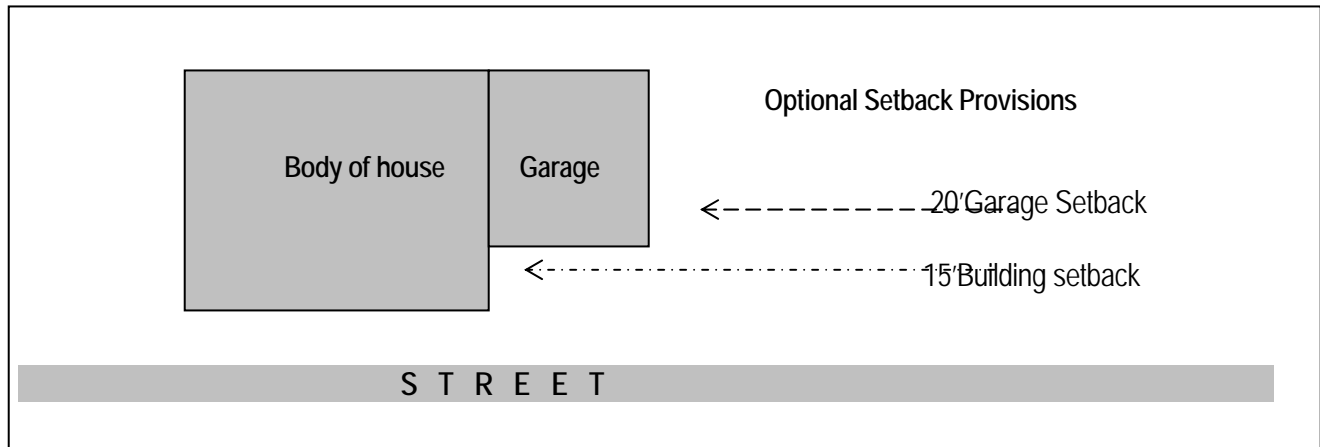 Optional Setback Provisions
Body of house
Garage
20'Garage Setback
15'Building setback
S T R E E T